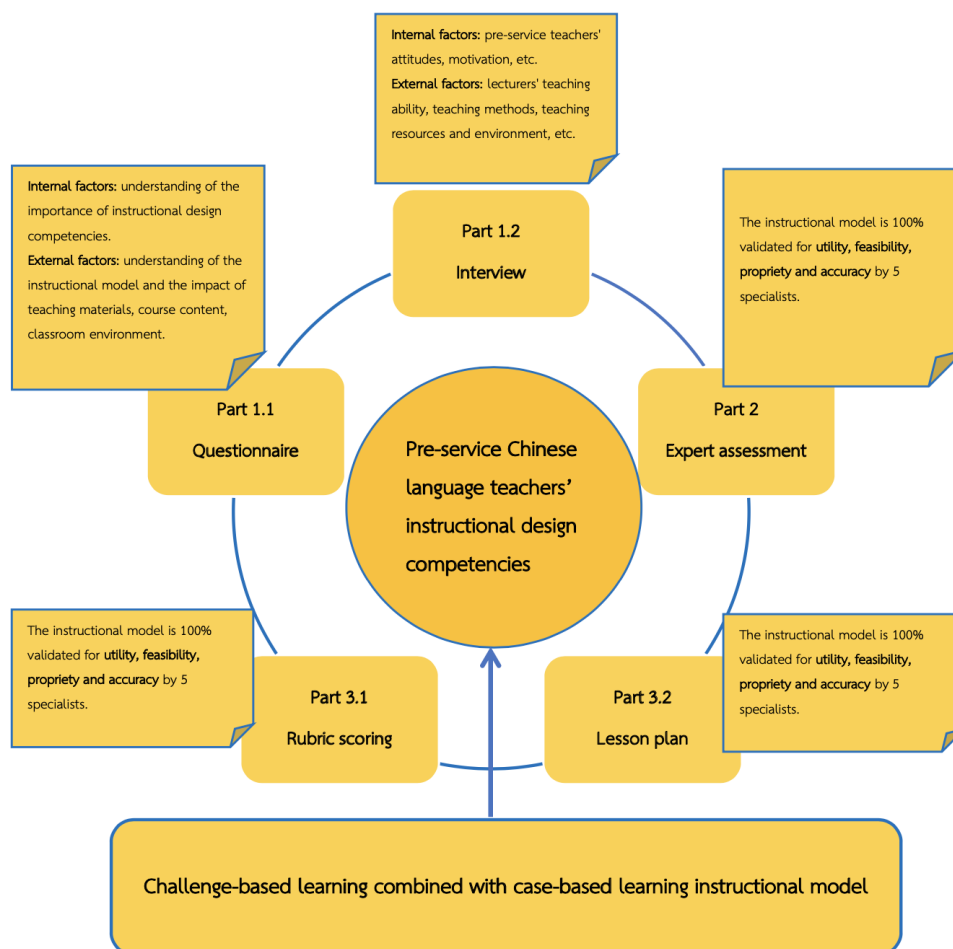 Internal factors: pre-service teachers'
attitudes, motivation, etc.
External factors: lecturers' teaching
ability, teaching methods, teaching
resources and environment, etc.
Internal factors: understanding of the
importance of instructional design
competencies.
External factors: understanding of the
instructional model and the impact of
teaching materials, course content,
classroom environment.
Part 1.2
Interview
The instructional model is 100%
validated for utility, feasibility,
propriety and accuracy by 5
specialists.
Part 1.1
Questionnaire
Pre-service Chinese
language teachers'
instructional design
competencies
Part 2
Expert assessment
The instructional model is 100%
validated for utility, feasibility,
propriety and accuracy by 5
specialists.
Part 3.1
Rubric scoring
Part 3.2
Lesson plan
The instructional model is 100%
validated for utility, feasibility,
propriety and accuracy by 5
specialists.
Challenge-based learning combined with case-based learning instructional model